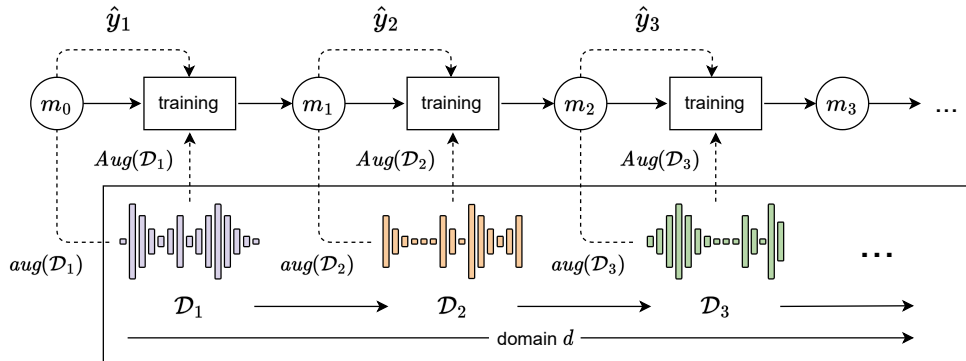 ŷ₁ ŷ₂ ŷ₃
m₀ training m₁ training m₂ training m₃ ...
Aug(𝒟₁) Aug(𝒟₂) Aug(𝒟₃)
aug(𝒟₁) aug(𝒟₂) aug(𝒟₃) ...
𝒟₁ 𝒟₂ 𝒟₃
domain d